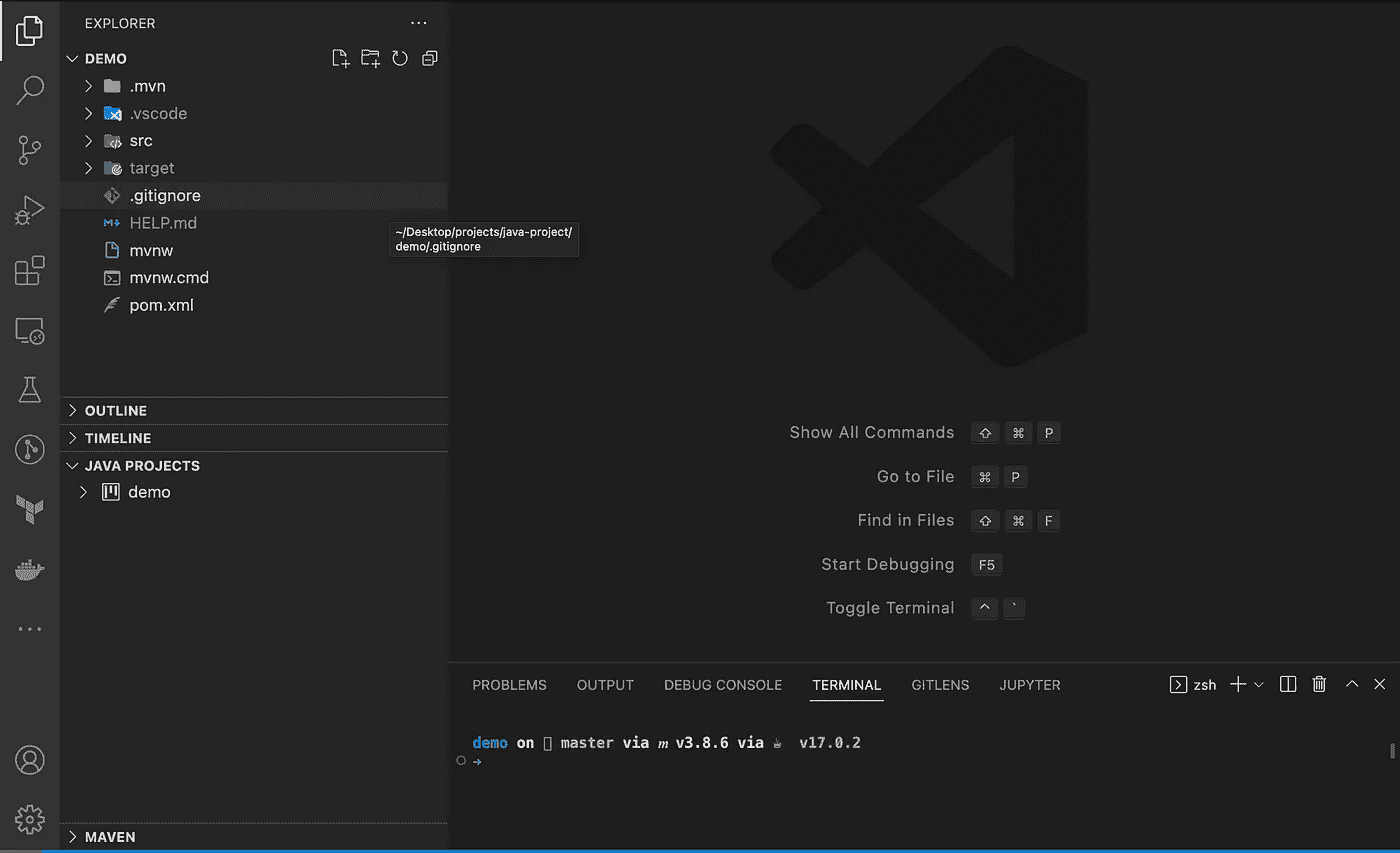 EXPLORER
DEMO
.mvn
.vscode
src
target
.gitignore
HELP.md
mvnw
mvnw.cmd
pom.xml
~/Desktop/projects/java-project/
demo/.gitignore
OUTLINE
TIMELINE
JAVA PROJECTS
demo
MAVEN
Show All Commands ⇧ ⌘ P
Go to File ⌘ P
Find in Files ⇧ ⌘ F
Start Debugging F5
Toggle Terminal ^ `
PROBLEMS OUTPUT DEBUG CONSOLE TERMINAL GITLENS JUPYTER zsh
demo on master via m v3.8.6 via ☕ v17.0.2
→